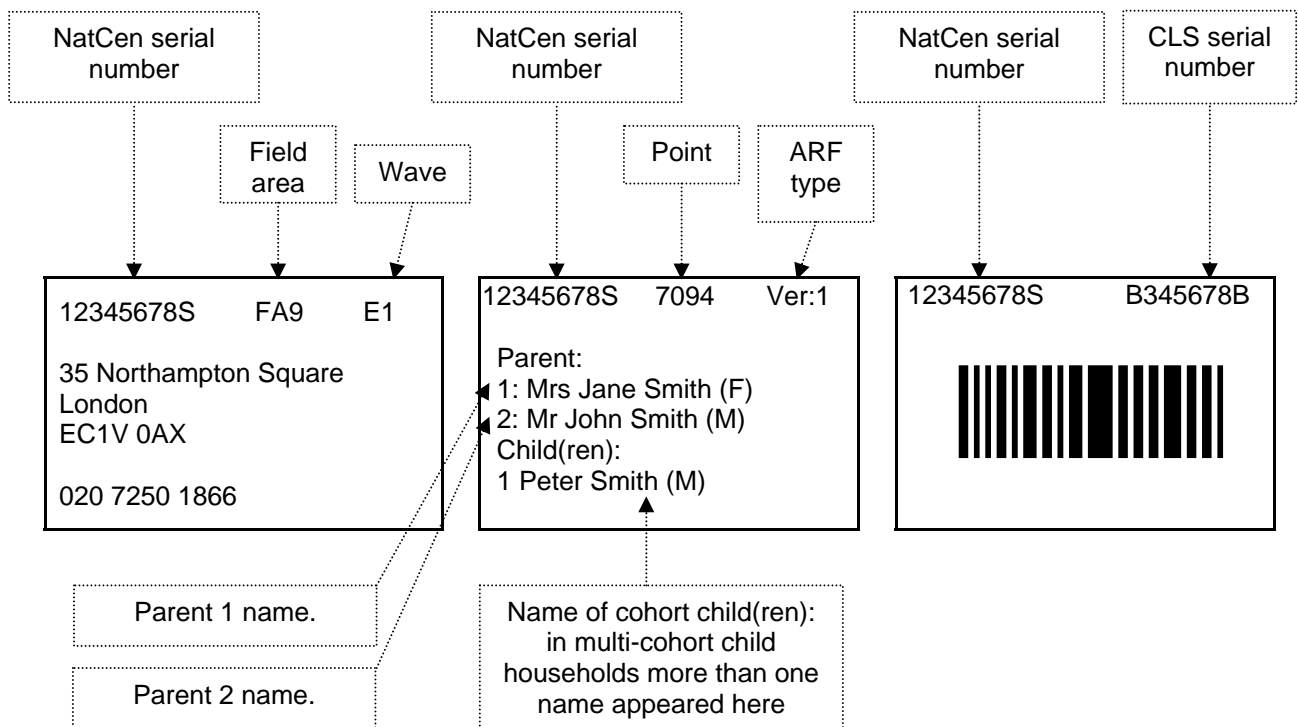 NatCen serial
number
NatCen serial
number
NatCen serial
number
CLS serial
number
Field
area
Wave
Point
ARF
type
12345678S FA9 E1
35 Northampton Square
London
EC1V 0AX
020 7250 1866
12345678S 7094 Ver:1
Parent:
1: Mrs Jane Smith (F)
2: Mr John Smith (M)
Child(ren):
1 Peter Smith (M)
12345678S B345678B
Parent 1 name.
Parent 2 name.
Name of cohort child(ren):
in multi-cohort child
households more than one
name appeared here